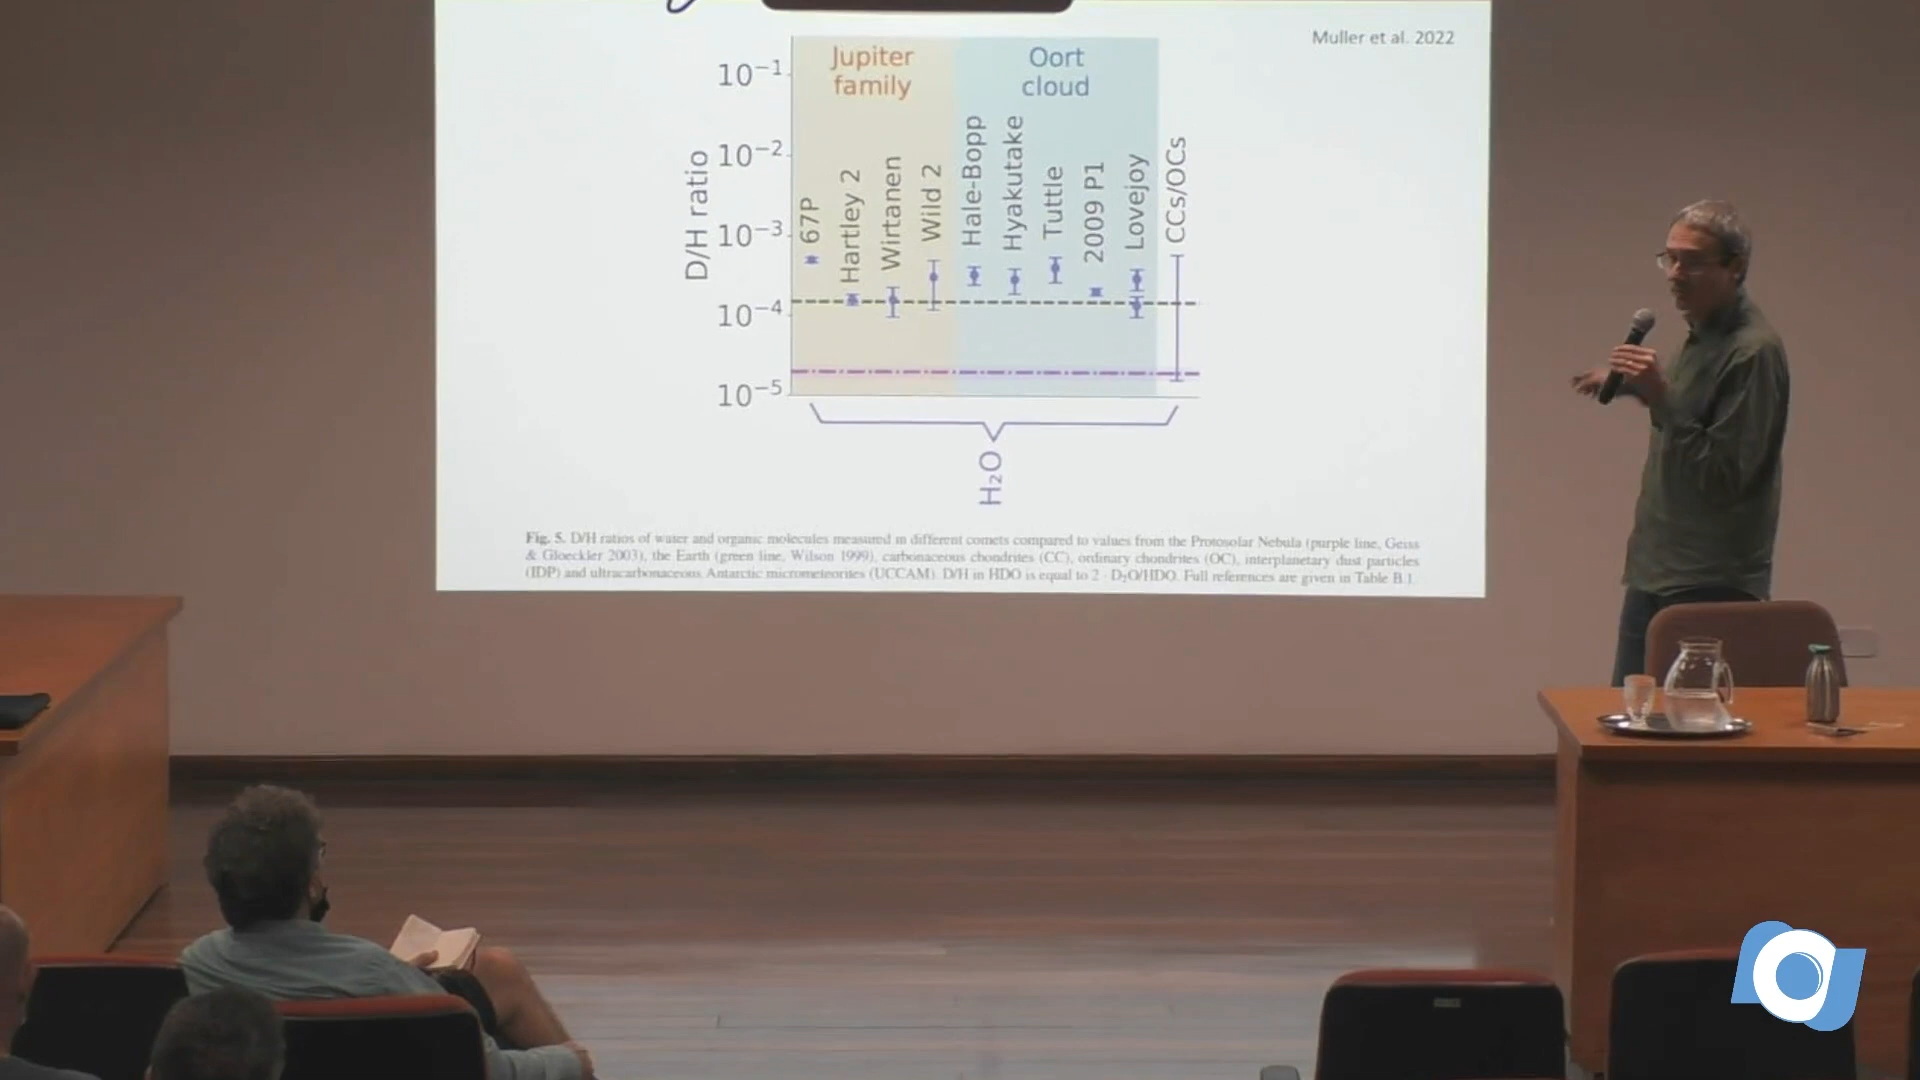 Muller et al. 2022
Jupiter
family
Oort
cloud
D/H ratio
10−1
10−2
10−3
10−4
10−5
67P
Hartley 2
Wirtanen
Wild 2
Hale-Bopp
Hyakutake
Tuttle
2009 P1
Lovejoy
CCs/OCs
H₂O
Fig. 5. D/H ratios of water and organic molecules measured in different comets compared to values from the Protosolar Nebula (purple line, Geiss
& Gloeckler 2003), the Earth (green line, Wilson 1999), carbonaceous chondrites (CC), ordinary chondrites (OC), interplanetary dust particles
(IDP) and ultracarbonaceous Antarctic micrometeorites (UCCAM). D/H in HDO is equal to 2 · D₂O/HDO. Full references are given in Table B.1.